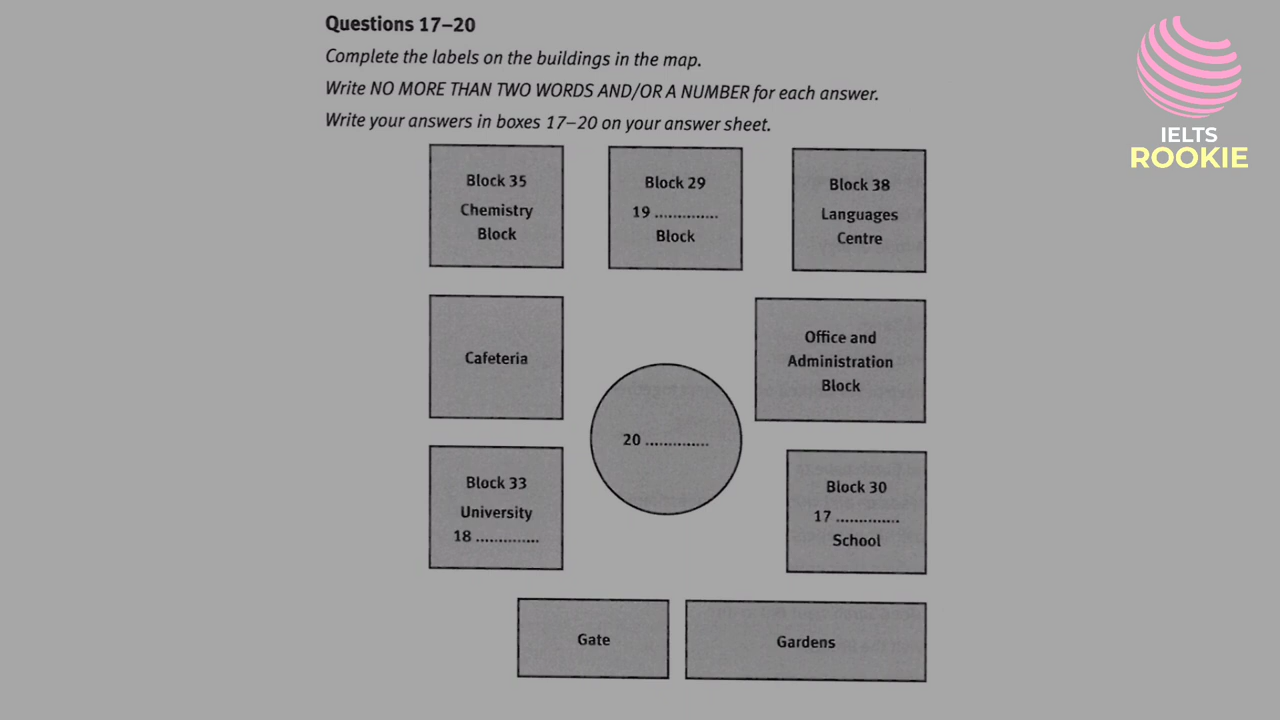 Questions 17–20
Complete the labels on the buildings in the map.
Write NO MORE THAN TWO WORDS AND/OR A NUMBER for each answer.
Write your answers in boxes 17–20 on your answer sheet.
IELTS
ROOKIE
Block 35
Chemistry
Block
Block 29
19 ..............
Block
Block 38
Languages
Centre
Cafeteria
Office and
Administration
Block
20 ..............
Block 33
University
18 ..............
Block 30
17 ..............
School
Gate
Gardens